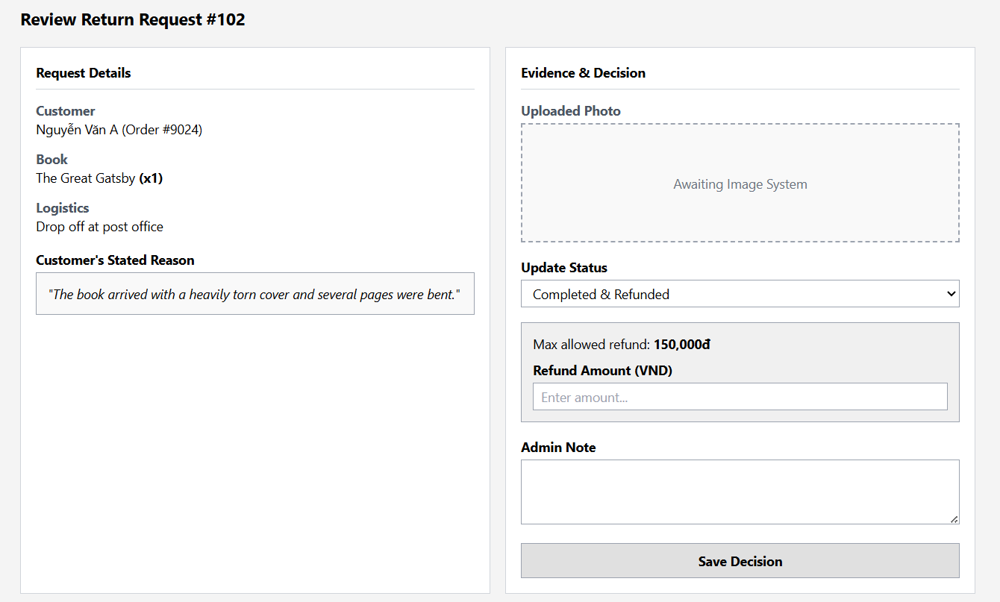 Review Return Request #102
Request Details
Customer
Nguyễn Văn A (Order #9024)
Book
The Great Gatsby (x1)
Logistics
Drop off at post office
Customer's Stated Reason
"The book arrived with a heavily torn cover and several pages were bent."
Evidence & Decision
Uploaded Photo
Awaiting Image System
Update Status
Completed & Refunded
Max allowed refund: 150,000đ
Refund Amount (VND)
Enter amount...
Admin Note
Save Decision